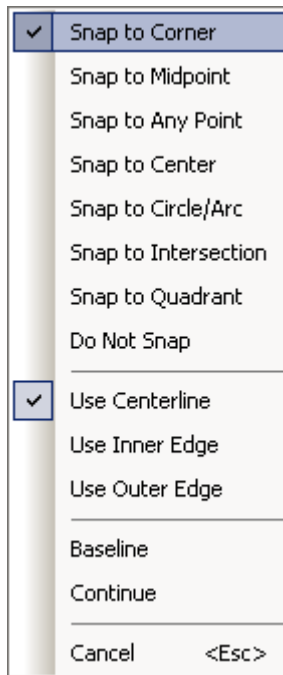 Snap to Corner
Snap to Midpoint
Snap to Any Point
Snap to Center
Snap to Circle/Arc
Snap to Intersection
Snap to Quadrant
Do Not Snap
Use Centerline
Use Inner Edge
Use Outer Edge
Baseline
Continue
Cancel <Esc>